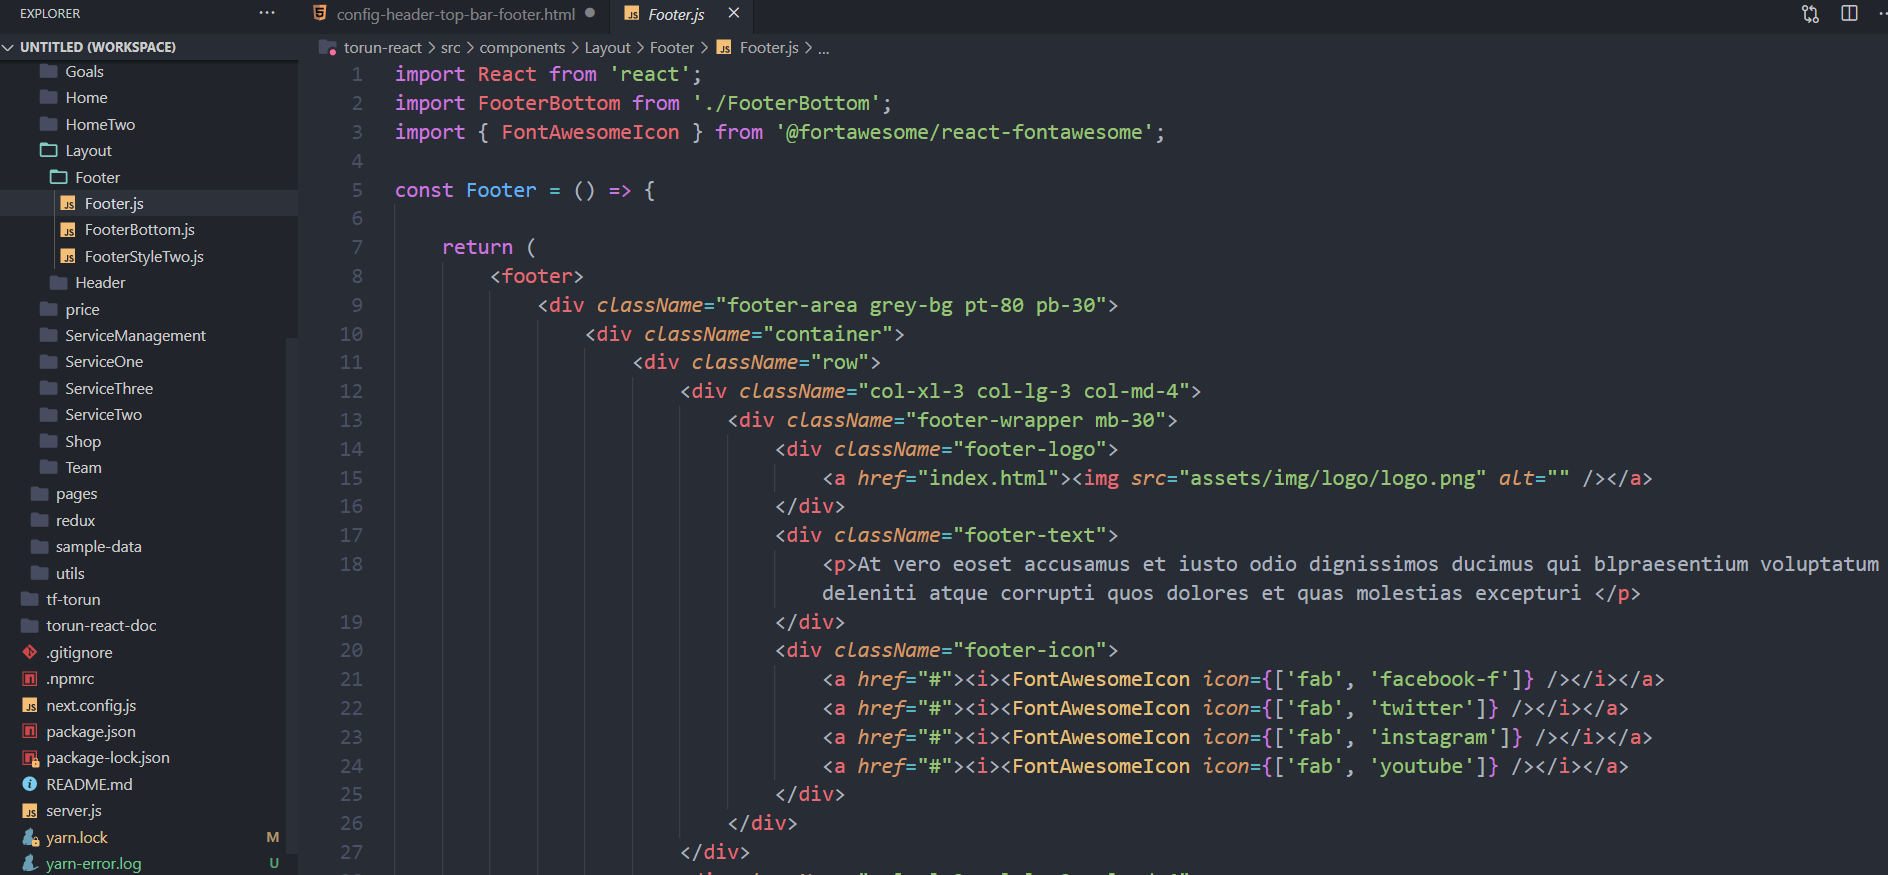 EXPLORER
UNTITLED (WORKSPACE)
Goals
Home
HomeTwo
Layout
Footer
Footer.js
FooterBottom.js
FooterStyleTwo.js
Header
price
ServiceManagement
ServiceOne
ServiceThree
ServiceTwo
Shop
Team
pages
redux
sample-data
utils
tf-torun
torun-react-doc
.gitignore
.npmrc
next.config.js
package.json
package-lock.json
README.md
server.js
yarn.lock M
yarn-error.log U
config-header-top-bar-footer.html
Footer.js
torun-react > src > components > Layout > Footer > Footer.js > ...
1 import React from 'react';
2 import FooterBottom from './FooterBottom';
3 import { FontAwesomeIcon } from '@fortawesome/react-fontawesome';
4
5 const Footer = () => {
6
7 return (
8 <footer>
9 <div className="footer-area grey-bg pt-80 pb-30">
10 <div className="container">
11 <div className="row">
12 <div className="col-xl-3 col-lg-3 col-md-4">
13 <div className="footer-wrapper mb-30">
14 <div className="footer-logo">
15 <a href="index.html"><img src="assets/img/logo/logo.png" alt="" /></a>
16 </div>
17 <div className="footer-text">
18 <p>At vero eoset accusamus et iusto odio dignissimos ducimus qui blpraesentium voluptatum
deleniti atque corrupti quos dolores et quas molestias excepturi </p>
19 </div>
20 <div className="footer-icon">
21 <a href="#"><i><FontAwesomeIcon icon={['fab', 'facebook-f']} /></i></a>
22 <a href="#"><i><FontAwesomeIcon icon={['fab', 'twitter']} /></i></a>
23 <a href="#"><i><FontAwesomeIcon icon={['fab', 'instagram']} /></i></a>
24 <a href="#"><i><FontAwesomeIcon icon={['fab', 'youtube']} /></i></a>
25 </div>
26 </div>
27 </div>